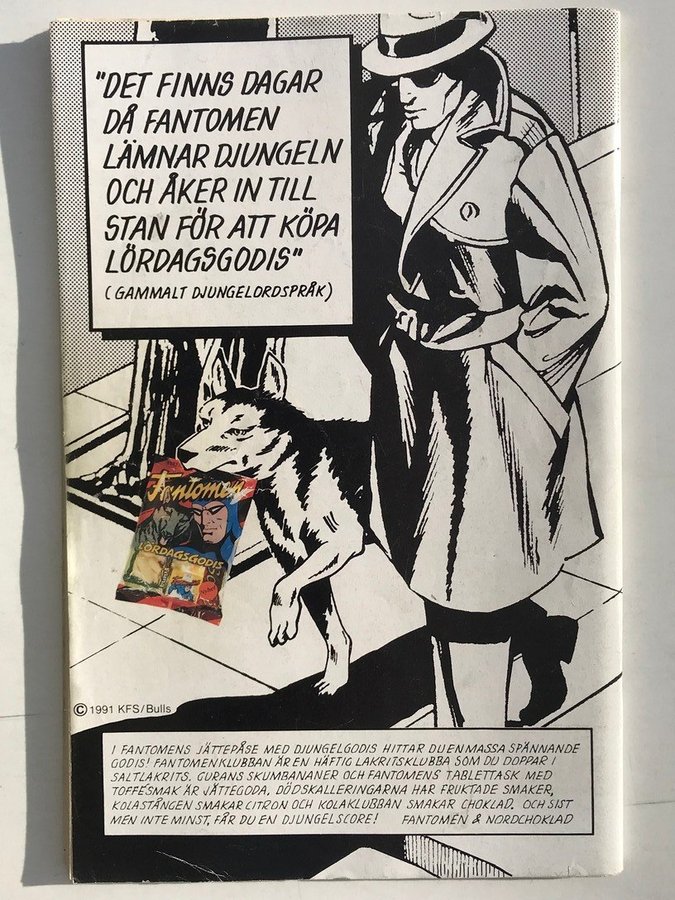 "DET FINNS DAGAR
DÅ FANTOMEN
LÄMNAR DJUNGELN
OCH ÅKER IN TILL
STAN FÖR ATT KÖPA
LÖRDAGSGODIS"
(GAMMALT DJUNGELORDSPRÅK)
Fantomen
LÖRDAGSGODIS
©1991 KFS/Bulls
I FANTOMENS JÄTTEPÅSE MED DJUNGELGODIS HITTAR DU EN MASSA SPÄNNANDE
GODIS! FANTOMENKLUBBAN ÄR EN HÄFTIG LAKRITSKLUBBA SOM DU DOPPAR I
SALTLAKRITS. GURANS SKUMBANANER OCH FANTOMENS TABLETTASK MED
TOFFÉSMAK ÄR JÄTTEGODA. DÖDSKALLERINGARNA HAR FRUKTADE SMAKER,
KOLASTÅNGEN SMAKAR CITRON OCH KOLAKLUBBAN SMAKAR CHOKLAD. OCH SIST
MEN INTE MINST, FÅR DU EN DJUNGELSCORE! FANTOMEN & NORDCHOKLAD